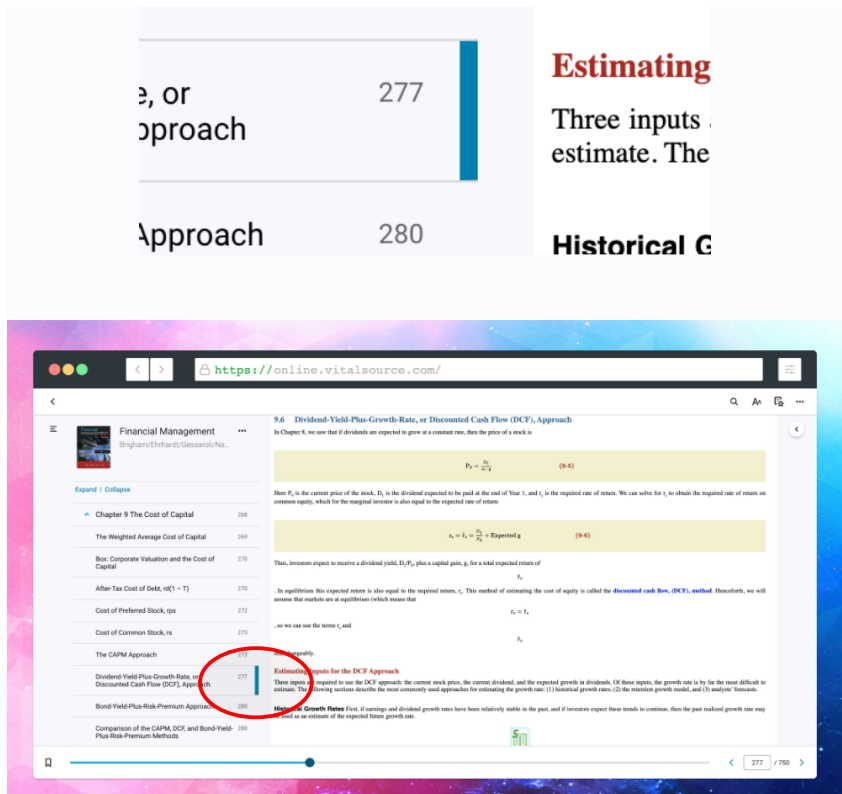 e, or
pproach
277
Approach
280
Estimating
Three inputs
estimate. The
Historical G
https://online.vitalsource.com/
Financial Management
Brigham/Ehrhardt/Gessaroli/Na...
Expand | Collapse
Chapter 9 The Cost of Capital 268
The Weighted Average Cost of Capital 269
Box: Corporate Valuation and the Cost of 270
Capital
After-Tax Cost of Debt, rd(1 – T) 270
Cost of Preferred Stock, rps 272
Cost of Common Stock, rs 273
The CAPM Approach 273
Dividend-Yield-Plus-Growth-Rate, or 277
Discounted Cash Flow (DCF), Approach
Bond-Yield-Plus-Risk-Premium Approach 280
Comparison of the CAPM, DCF, and Bond-Yield- 280
Plus-Risk-Premium Methods
9.6 Dividend-Yield-Plus-Growth-Rate, or Discounted Cash Flow (DCF), Approach
In Chapter 8, we saw that if dividends are expected to grow at a constant rate, then the price of a stock is
(9-5)
Here P₀ is the current price of the stock, D₁ is the dividend expected to be paid at the end of Year 1, and rₛ is the required rate of return. We can solve for rₛ to obtain the required rate of return on
common equity, which for the marginal investor is also equal to the expected rate of return:
rₛ = r̂ₛ = D₁/P₀ + Expected g (9-6)
Thus, investors expect to receive a dividend yield, D₁/P₀, plus a capital gain, g, for a total expected return of
r̂ₛ
. In equilibrium this expected return is also equal to the required return, rₛ. This method of estimating the cost of equity is called the discounted cash flow, (DCF), method. Henceforth, we will
assume that markets are at equilibrium (which means that
rₛ = r̂ₛ
, so we can use the terms rₛ and
r̂ₛ
interchangeably.
Estimating Inputs for the DCF Approach
Three inputs are required to use the DCF approach: the current stock price, the current dividend, and the expected growth in dividends. Of these inputs, the growth rate is by far the most difficult to
estimate. The following sections describe the most commonly used approaches for estimating the growth rate: (1) historical growth rates, (2) the retention growth model, and (3) analysts' forecasts.
Historical Growth Rates First, if earnings and dividend growth rates have been relatively stable in the past, and if investors expect these trends to continue, then the past realized growth rate may
be used as an estimate of the expected future growth rate.
277 / 750